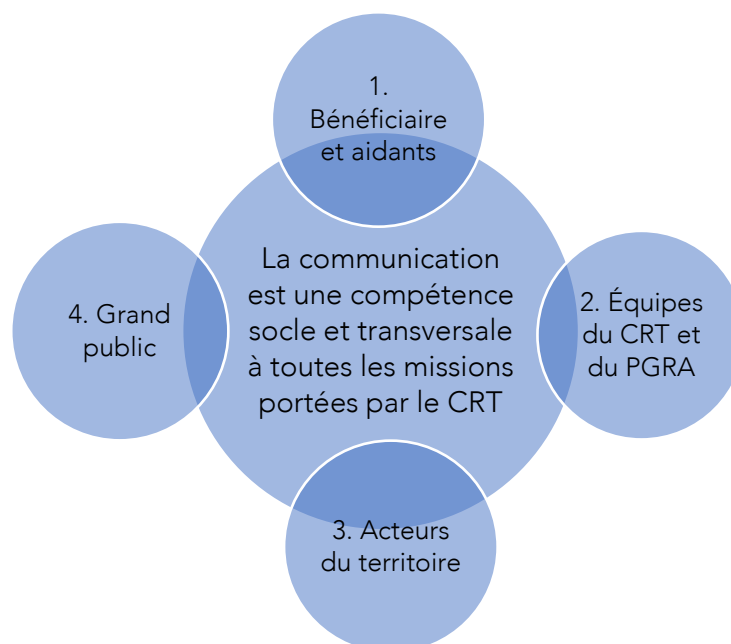 1.
Bénéficiaire
et aidants
La communication
est une compétence
socle et transversale
à toutes les missions
portées par le CRT
2. Équipes
du CRT et
du PGRA
3. Acteurs
du territoire
4. Grand
public